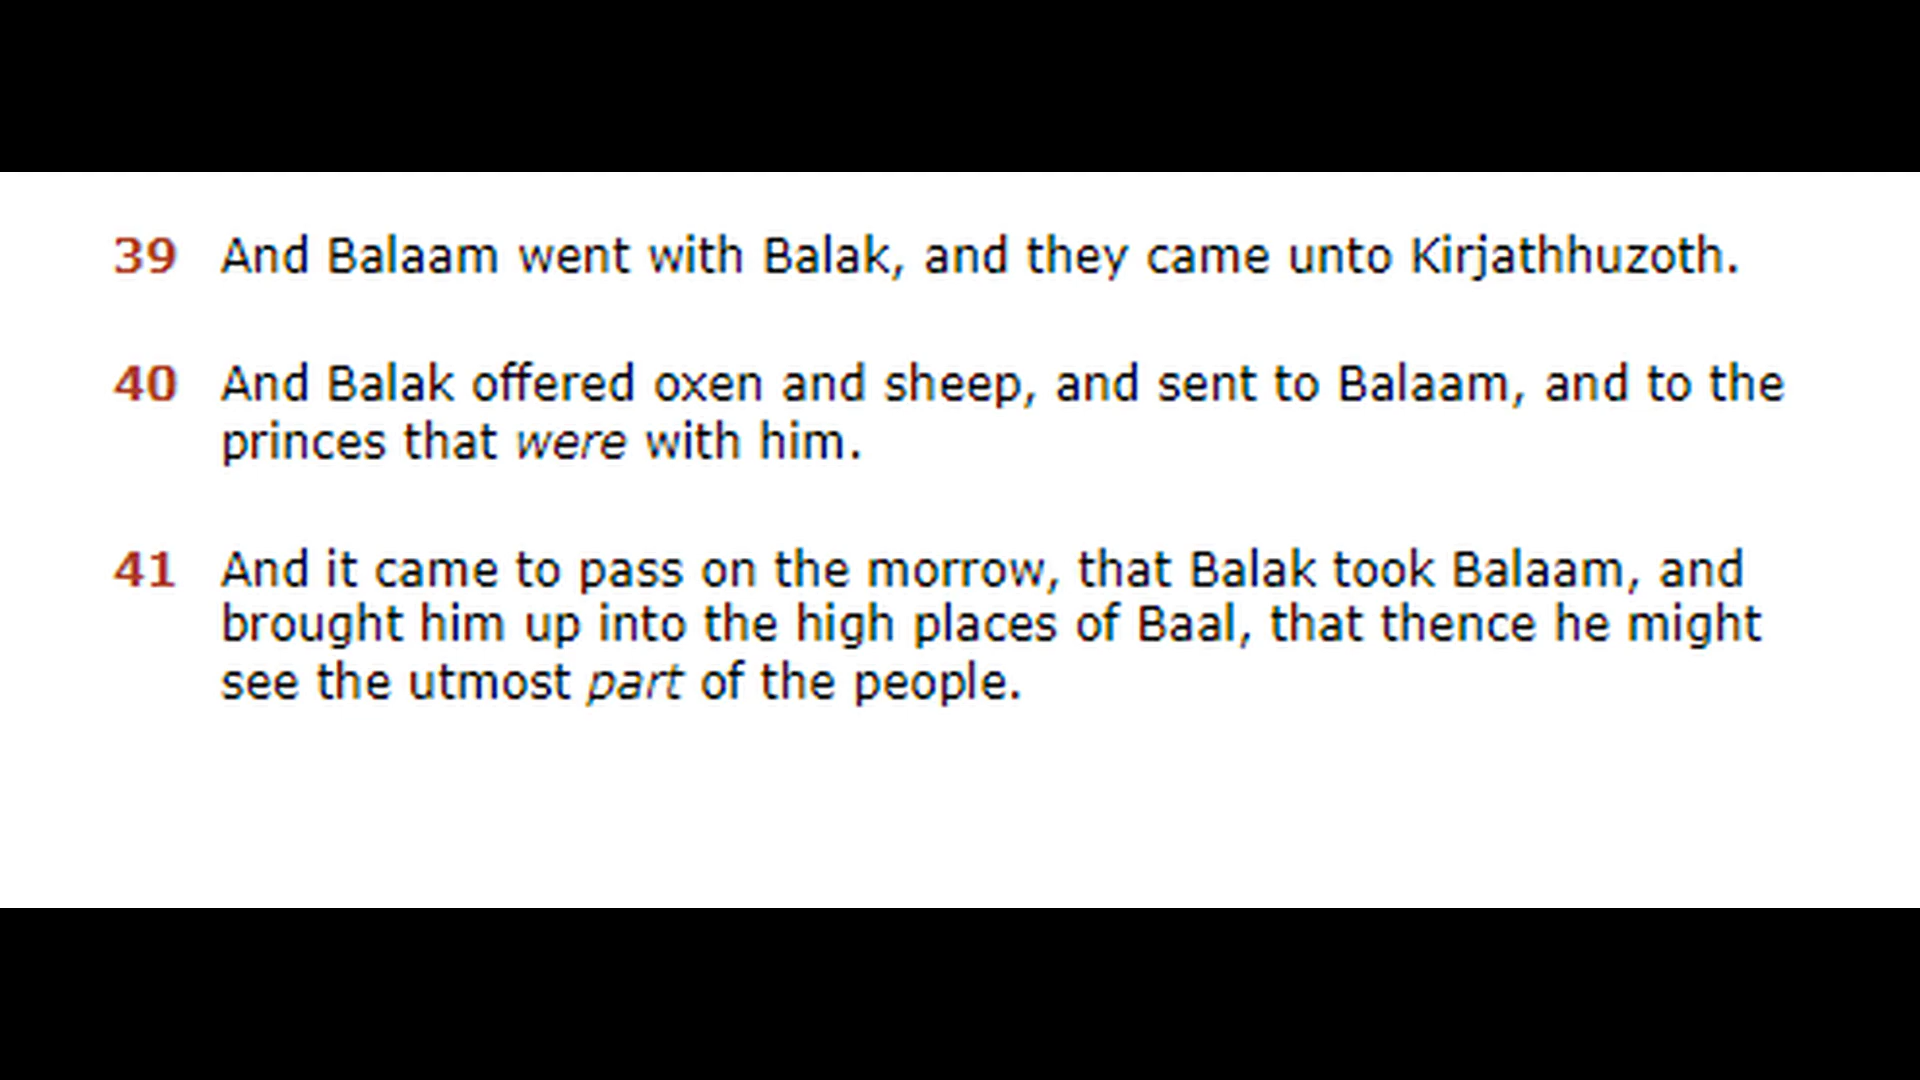 39 And Balaam went with Balak, and they came unto Kirjathhuzoth.
40 And Balak offered oxen and sheep, and sent to Balaam, and to the
princes that were with him.
41 And it came to pass on the morrow, that Balak took Balaam, and
brought him up into the high places of Baal, that thence he might
see the utmost part of the people.